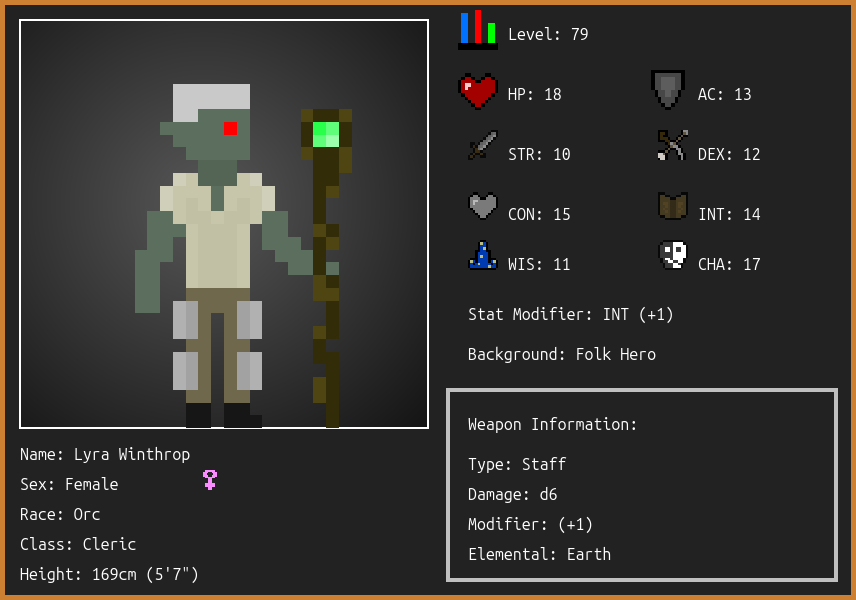 Level: 79
HP: 18
AC: 13
STR: 10
DEX: 12
CON: 15
INT: 14
WIS: 11
CHA: 17
Stat Modifier: INT (+1)
Background: Folk Hero
Weapon Information:
Type: Staff
Damage: d6
Modifier: (+1)
Elemental: Earth
Name: Lyra Winthrop
Sex: Female
Race: Orc
Class: Cleric
Height: 169cm (5'7")